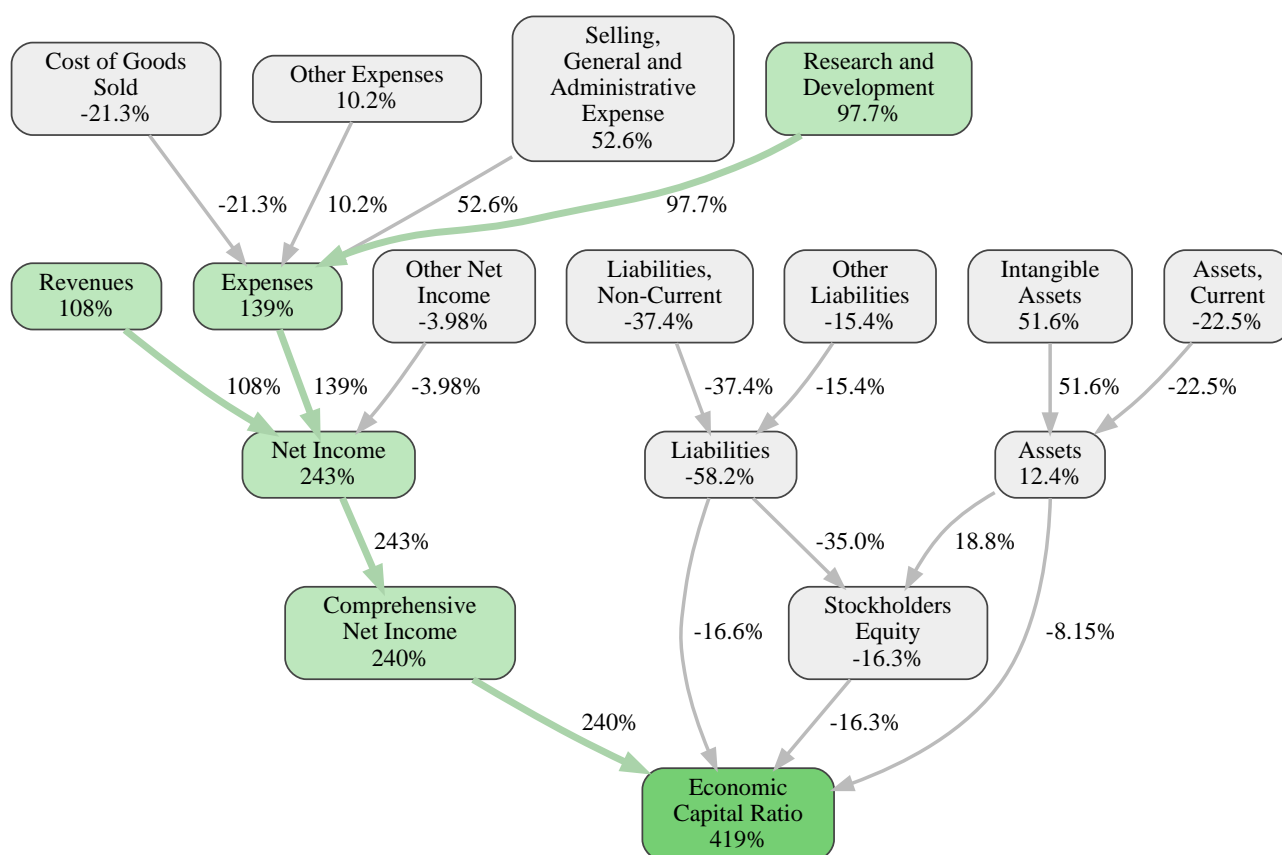 Cost of Goods
Sold
-21.3%
Other Expenses
10.2%
Selling,
General and
Administrative
Expense
52.6%
Research and
Development
97.7%
-21.3%
10.2%
52.6%
97.7%
Revenues
108%
Expenses
139%
Other Net
Income
-3.98%
Liabilities,
Non-Current
-37.4%
Other
Liabilities
-15.4%
Intangible
Assets
51.6%
Assets,
Current
-22.5%
108%
139%
-3.98%
-37.4%
-15.4%
51.6%
-22.5%
Net Income
243%
Liabilities
-58.2%
Assets
12.4%
243%
-35.0%
18.8%
Comprehensive
Net Income
240%
-16.6%
Stockholders
Equity
-16.3%
-8.15%
240%
-16.3%
Economic
Capital Ratio
419%